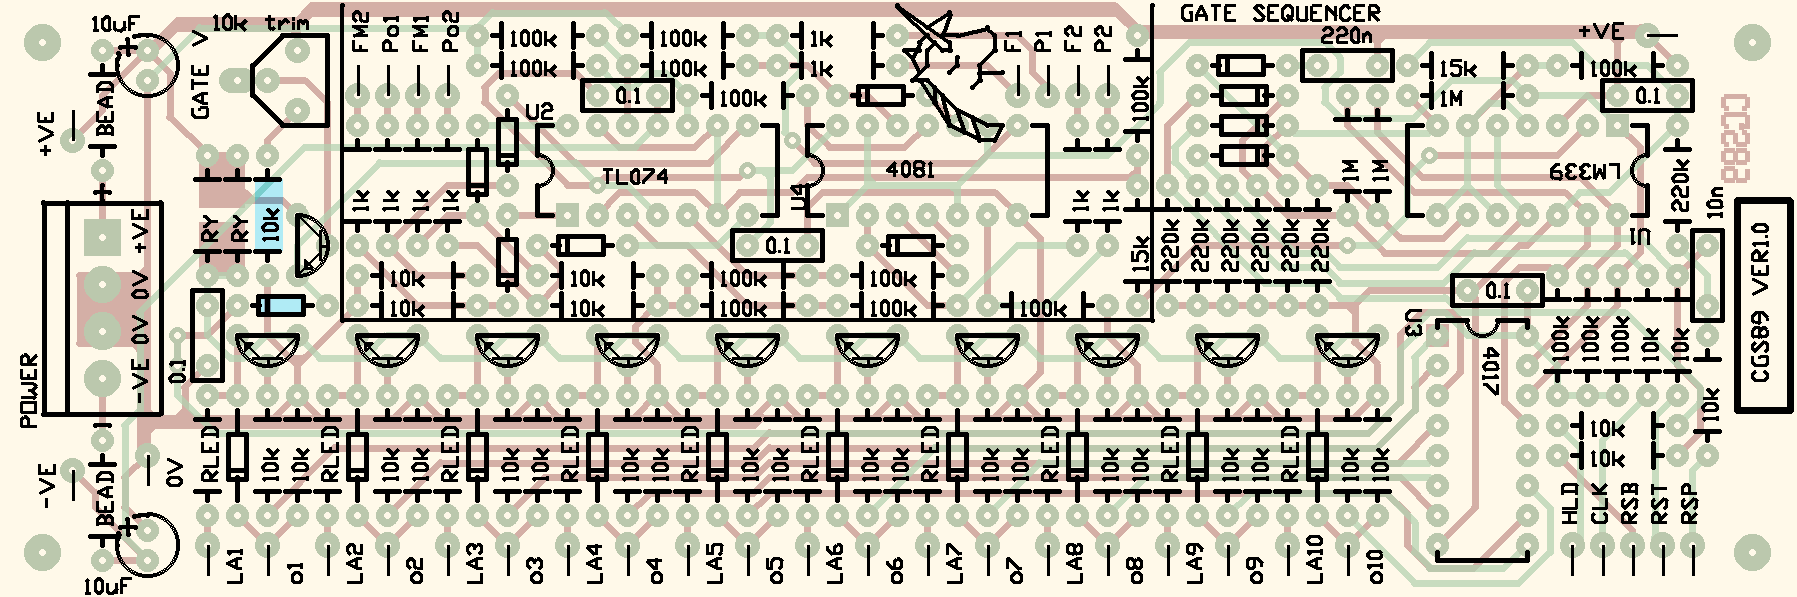 10uF
10k trim
GATE >
GATE SEQUENCER
220n
+VE
FM2
Po1
FM1
Po2
100k
100k
1k
100k
100k
1k
F1
P1
F2
P2
100k
15k
100k
1M
BEAD
+VE
U2
0.1
100k
0.1
CGS89
TL074
U4
4081
1k
1k
1k
1k
1k
1k
1M
1M
LM339
U1
220k
10n
RY
RY
10k
+VE
0V
0V
-VE
POWER
0.1
0.1
15k
220k
220k
220k
220k
220k
220k
10k
10k
100k
100k
10k
10k
100k
100k
100k
0.1
U3
4017
100k
100k
100k
10k
10k
CGS89 VER1.0
RLED
10k
10k
RLED
10k
10k
RLED
10k
10k
RLED
10k
10k
RLED
10k
10k
RLED
10k
10k
RLED
10k
10k
RLED
10k
10k
RLED
10k
10k
RLED
10k
10k
10k
10k
10k
-VE
BEAD
0V
10uF
LA1
o1
LA2
o2
LA3
o3
LA4
o4
LA5
o5
LA6
o6
LA7
o7
LA8
o8
LA9
o9
LA10
o10
HLD
CLK
RSB
RST
RSP